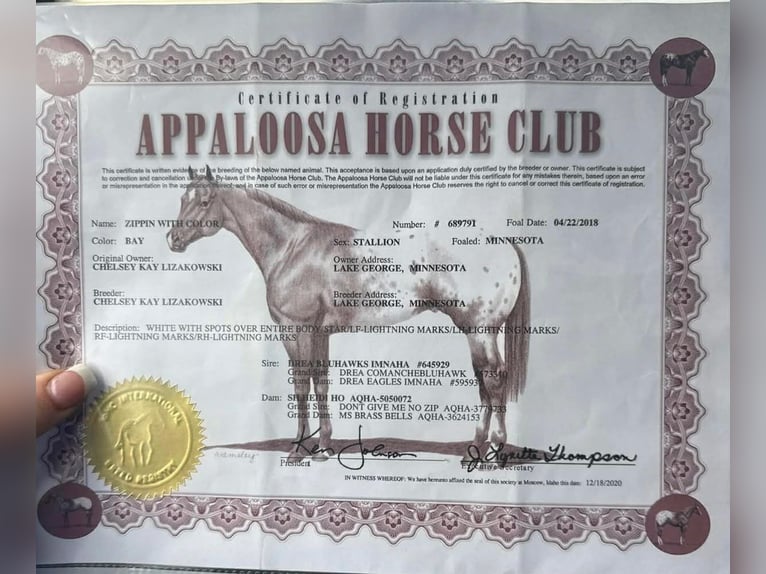 Certificate of Registration
APPALOOSA HORSE CLUB
This certificate is written evidence of the breeding of the below named animal. This acceptance is based upon an application duly certified by the breeder or owner. This certificate is subject
to correction and cancellation under the By-laws of the Appaloosa Horse Club. The Appaloosa Horse Club will not be liable under this certificate for any mistakes therein, based upon an error
or misrepresentation thereof, and in case of such error or misrepresentation the Appaloosa Horse Club reserves the right to cancel or correct this certificate of registration.
Name: ZIPPIN WITH COLOR Number: # 689791 Foal Date: 04/22/2018
Color: BAY Sex: STALLION Foaled: MINNESOTA
Original Owner: Owner Address:
CHELSEY KAY LIZAKOWSKI LAKE GEORGE, MINNESOTA
Breeder: Breeder Address:
CHELSEY KAY LIZAKOWSKI LAKE GEORGE, MINNESOTA
Description: WHITE WITH SPOTS OVER ENTIRE BODY/STAR/LF-LIGHTNING MARKS/LH-LIGHTNING MARKS/
RF-LIGHTNING MARKS/RH-LIGHTNING MARKS
Sire: DREA BLUHAWKS IMNAHA #645929
Grand Sire: DREA COMANCHEBLUHAWK
Grand Dam: DREA EAGLES IMNAHA
Dam: HEIDI HO AQHA-5050072
Grand Sire: DONT GIVE ME NO ZIP
Grand Dam: MS BRASS BELLS AQHA-3624153
Ken Johnson J. Lynette Thompson
President Executive Secretary
IN WITNESS WHEREOF: We have hereunto affixed the seal of this society at Moscow, Idaho this date: 12/18/2020